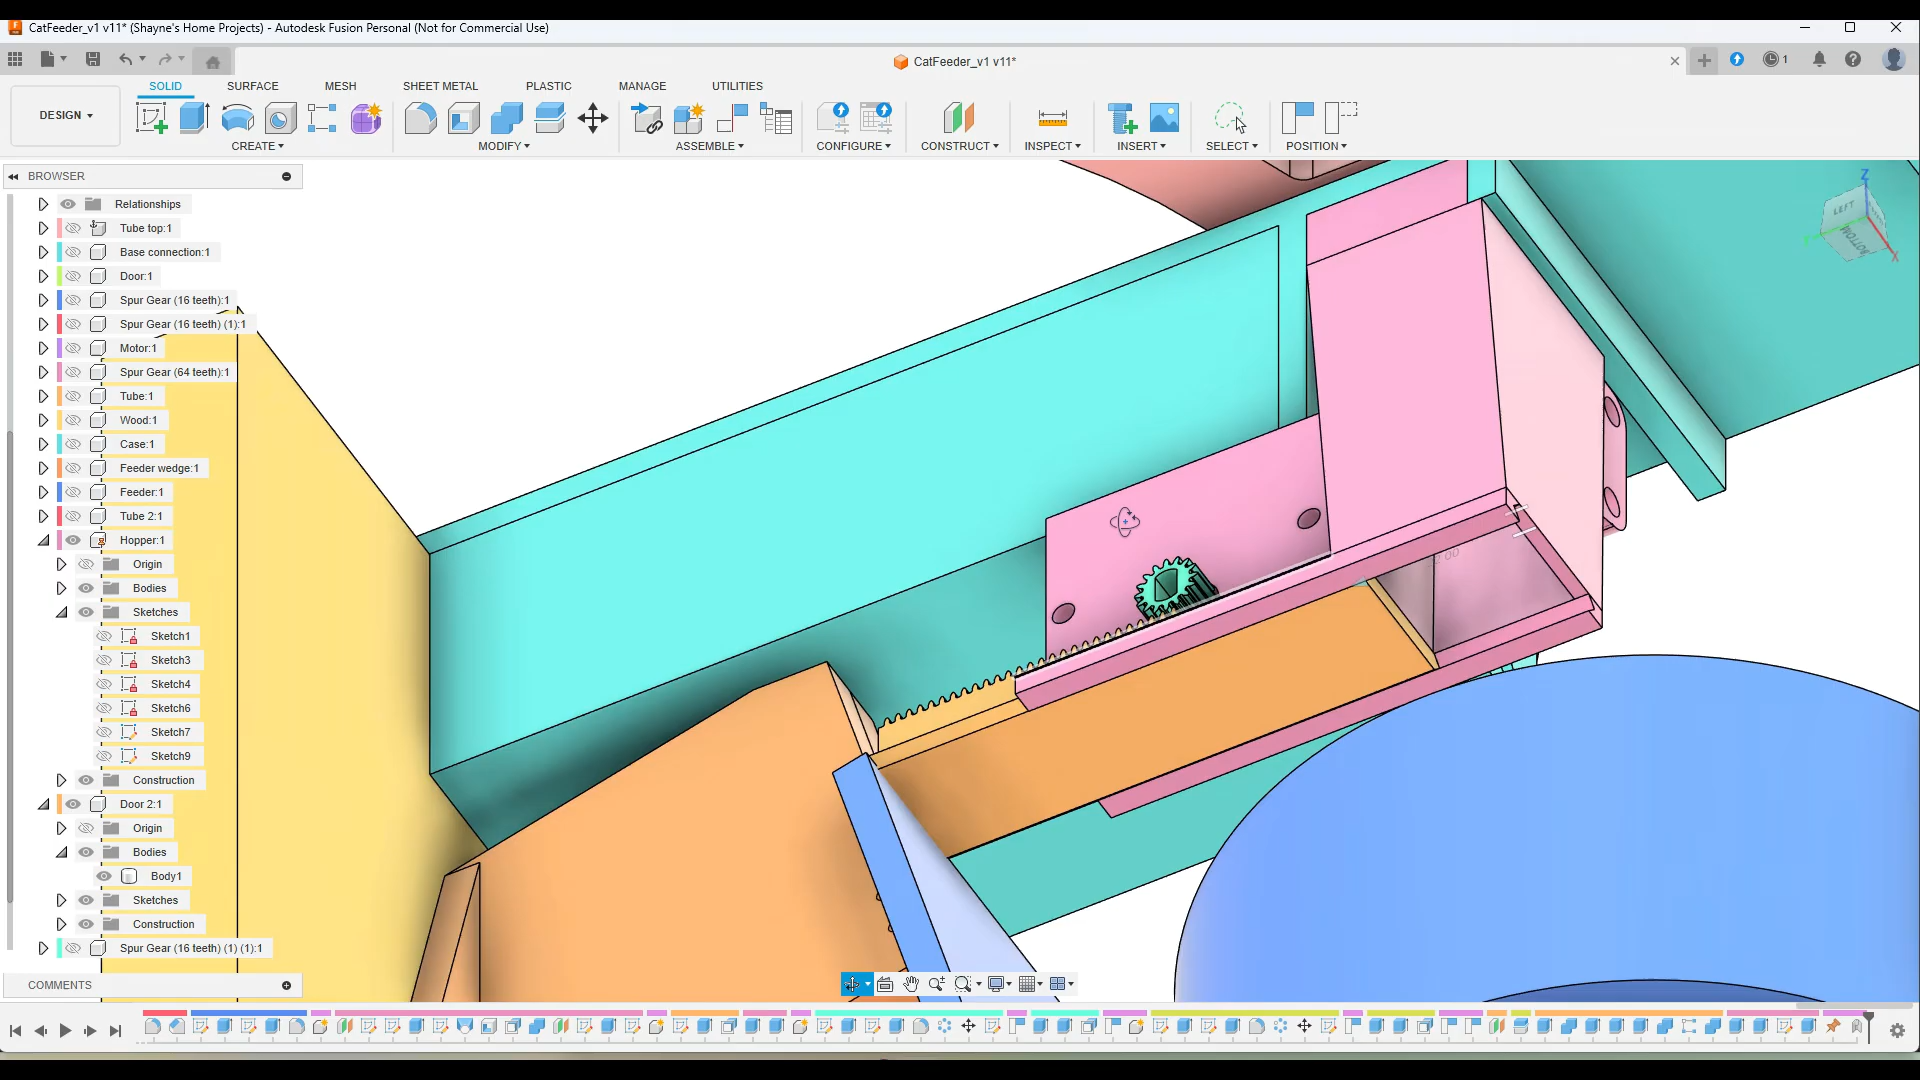 CatFeeder_v1 v11* (Shayne's Home Projects) - Autodesk Fusion Personal (Not for Commercial Use)
CatFeeder_v1 v11*
1
SOLID SURFACE MESH SHEET METAL PLASTIC MANAGE UTILITIES
DESIGN
CREATE MODIFY ASSEMBLE CONFIGURE CONSTRUCT INSPECT INSERT SELECT POSITION
BROWSER
Relationships
Tube top:1
Base connection:1
Door:1
Spur Gear (16 teeth):1
Spur Gear (16 teeth) (1):1
Motor:1
Spur Gear (64 teeth):1
Tube:1
Wood:1
Case:1
Feeder wedge:1
Feeder:1
Tube 2:1
Hopper:1
Origin
Bodies
Sketches
Sketch1
Sketch3
Sketch4
Sketch6
Sketch7
Sketch9
Construction
Door 2:1
Origin
Bodies
Body1
Sketches
Construction
Spur Gear (16 teeth) (1) (1):1
COMMENTS
Z
LEFT
BOTTOM
Y
X